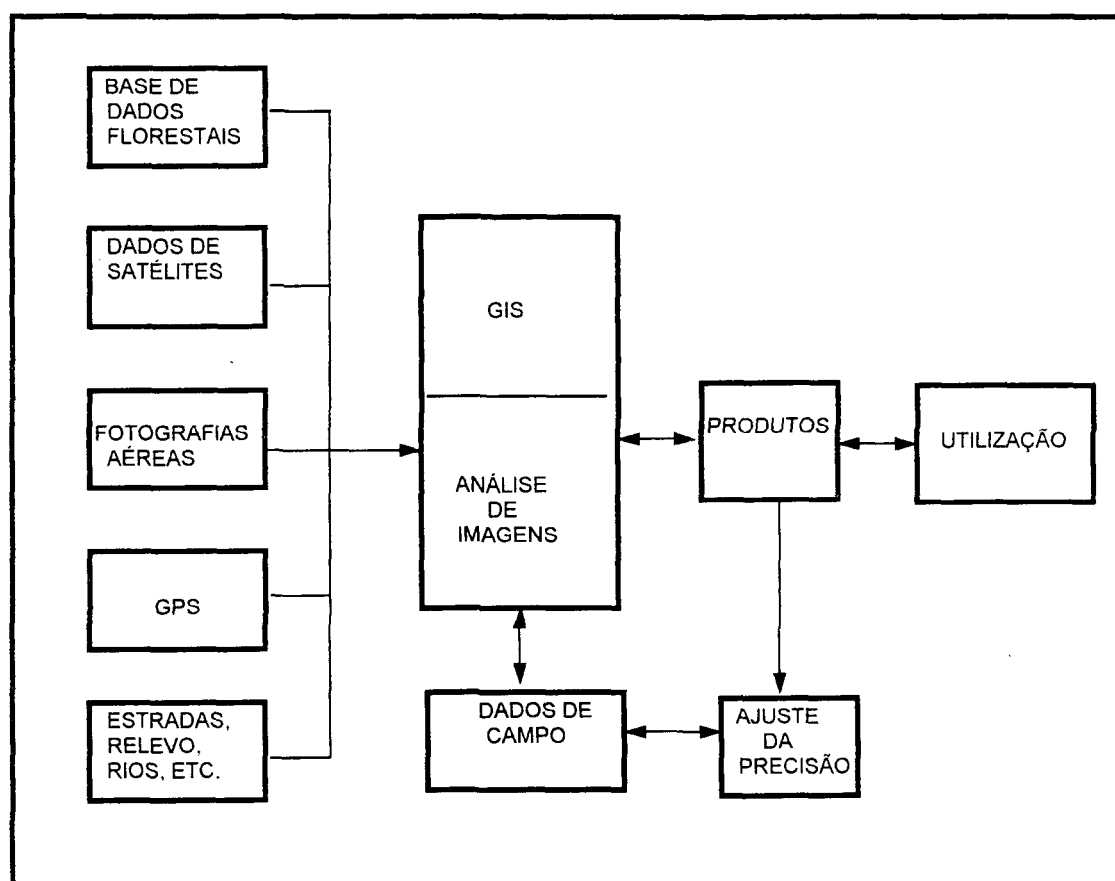 BASE DE
DADOS
FLORESTAIS
DADOS DE
SATÉLITES
FOTOGRAFIAS
AÉREAS
GPS
ESTRADAS,
RELEVO,
RIOS, ETC.
GIS
ANÁLISE
DE
IMAGENS
DADOS DE
CAMPO
PRODUTOS
AJUSTE
DA
PRECISÃO
UTILIZAÇÃO